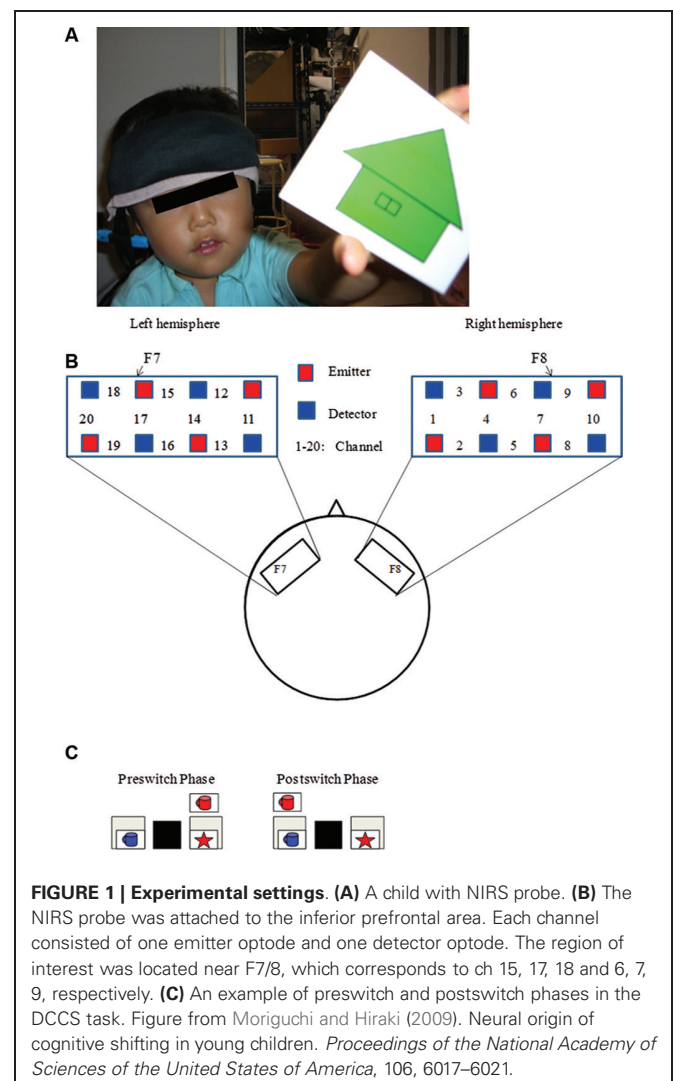 A
Left hemisphere Right hemisphere
B
F7 F8
18 15 12
20 17 14 11
19 16 13
Emitter
Detector
1-20: Channel
3 6 9
1 4 7 10
2 5 8
F7 F8
C
Preswitch Phase Postswitch Phase
FIGURE 1 | Experimental settings. (A) A child with NIRS probe. (B) The
NIRS probe was attached to the inferior prefrontal area. Each channel
consisted of one emitter optode and one detector optode. The region of
interest was located near F7/8, which corresponds to ch 15, 17, 18 and 6, 7,
9, respectively. (C) An example of preswitch and postswitch phases in the
DCCS task. Figure from Moriguchi and Hiraki (2009). Neural origin of
cognitive shifting in young children. Proceedings of the National Academy of
Sciences of the United States of America, 106, 6017–6021.